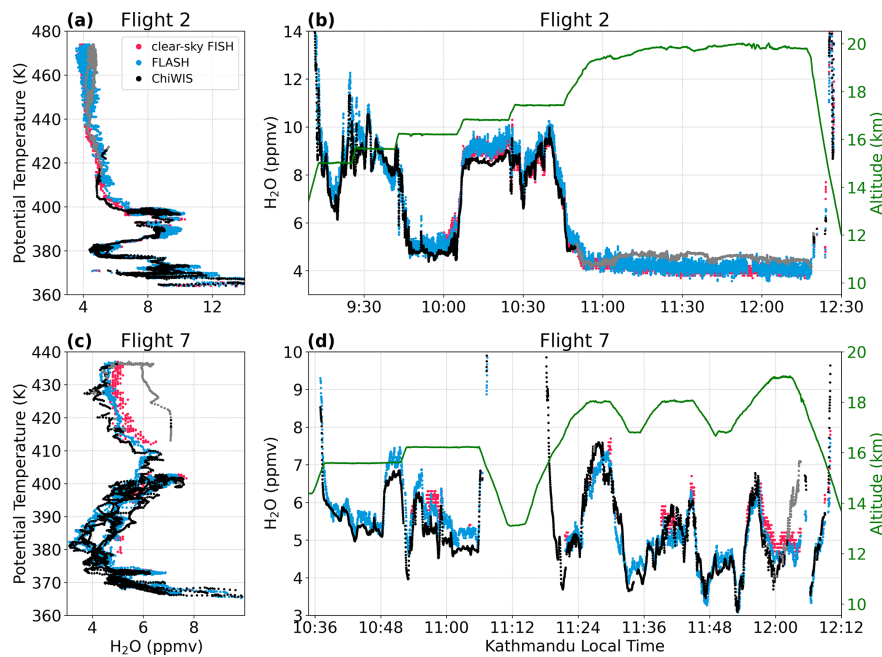 (a) Flight 2
480
460
440
420
400
380
360
Potential Temperature (K)
clear-sky FISH
FLASH
ChiWIS
4 8 12
(b) Flight 2
14
12
10
8
6
4
H₂O (ppmv)
20
18
16
14
12
10
Altitude (km)
9:30 10:00 10:30 11:00 11:30 12:00 12:30
(c) Flight 7
440
430
420
410
400
390
380
370
360
Potential Temperature (K)
4 6 8
H₂O (ppmv)
(d) Flight 7
10
9
8
7
6
5
4
3
H₂O (ppmv)
20
18
16
14
12
10
Altitude (km)
10:36 10:48 11:00 11:12 11:24 11:36 11:48 12:00 12:12
Kathmandu Local Time